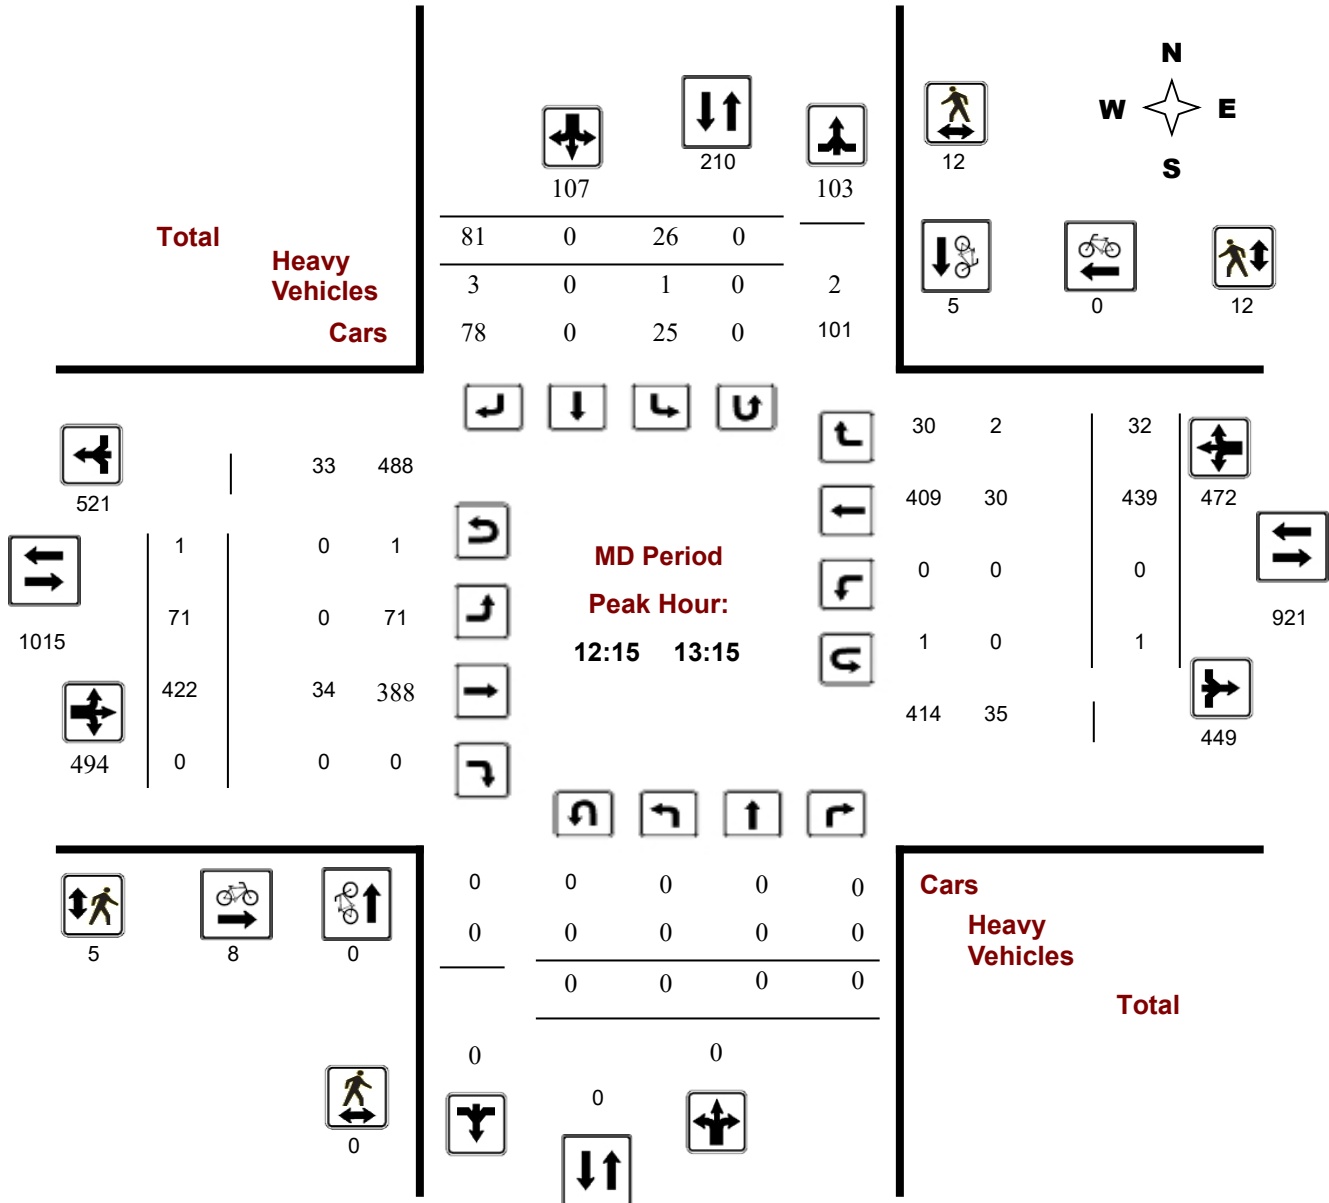 N
W E
S
210
12
107
103
Total
81 0 26 0
Heavy
Vehicles
3 0 1 0 2
Cars
78 0 25 0 101
5 0 12
30 2 32
33 488
521
409 30 439 472
1 0 1
MD Period
0 0 0
Peak Hour:
71 0 71
921
1015
12:15 13:15
1 0 1
422 34 388
414 35
449
494 0 0 0
0 0 0 0 0
Cars
0 0 0 0 0
Heavy
Vehicles
5 8 0
0 0 0 0
Total
0 0
0
0